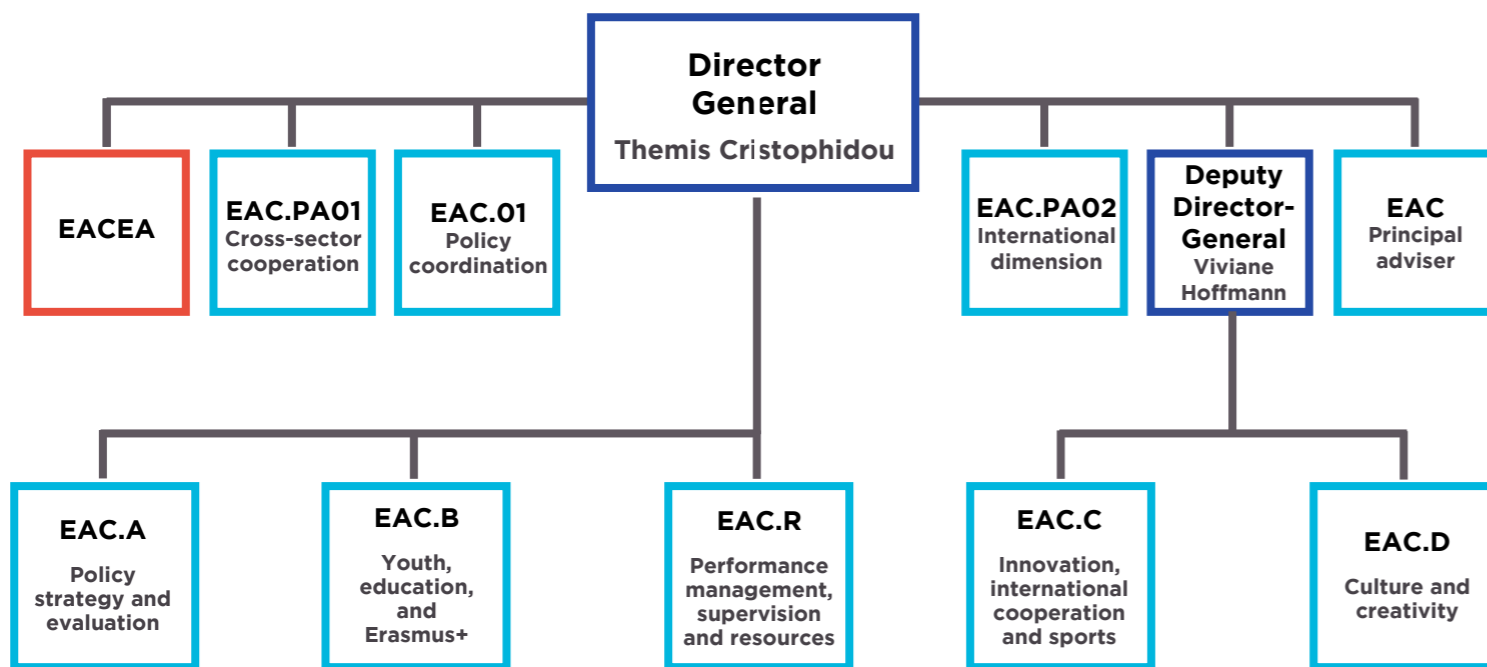 Director
General
Themis Cristophidou
EACEA
EAC.PA01
Cross-sector
cooperation
EAC.01
Policy
coordination
EAC.PA02
International
dimension
Deputy
Director-
General
Viviane
Hoffmann
EAC
Principal
adviser
EAC.A
Policy
strategy and
evaluation
EAC.B
Youth,
education,
and
Erasmus+
EAC.R
Performance
management,
supervision
and resources
EAC.C
Innovation,
international
cooperation
and sports
EAC.D
Culture and
creativity